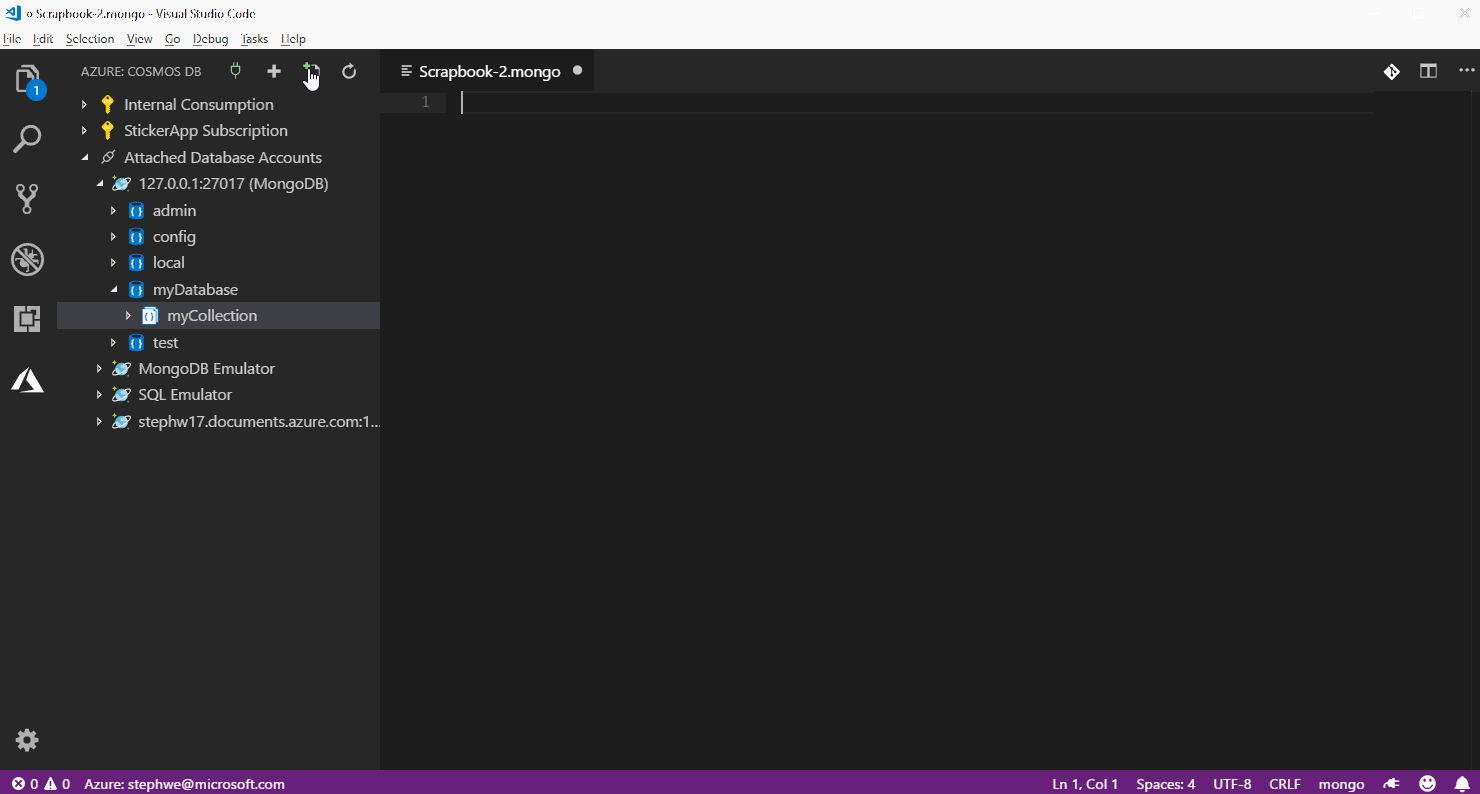 Scrapbook-2.mongo - Visual Studio Code
File Edit Selection View Go Debug Tasks Help
1
AZURE: COSMOS DB
Scrapbook-2.mongo
1
Internal Consumption
StickerApp Subscription
Attached Database Accounts
127.0.0.1:27017 (MongoDB)
admin
config
local
myDatabase
myCollection
test
MongoDB Emulator
SQL Emulator
stephw17.documents.azure.com:1...
0 0 Azure: stephwe@microsoft.com Ln 1, Col 1 Spaces: 4 UTF-8 CRLF mongo